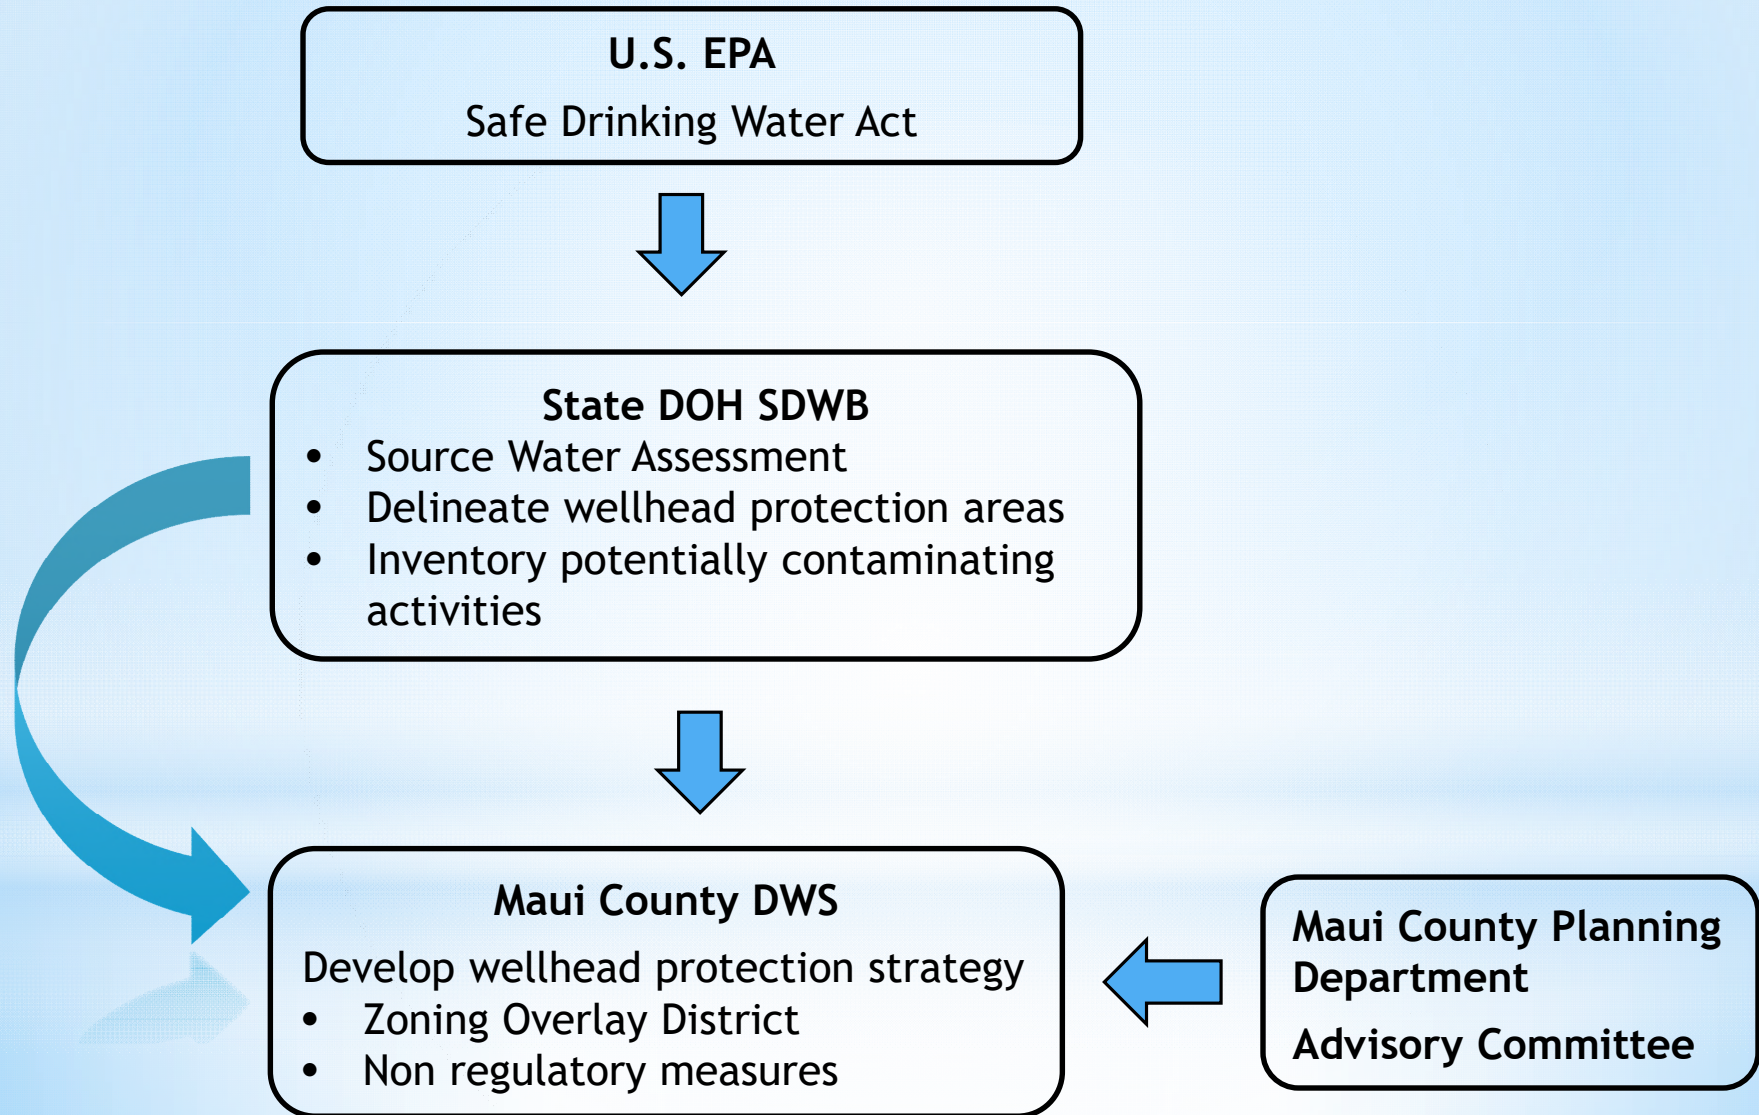 U.S. EPA
Safe Drinking Water Act
State DOH SDWB
• Source Water Assessment
• Delineate wellhead protection areas
• Inventory potentially contaminating
activities
Maui County DWS
Develop wellhead protection strategy
• Zoning Overlay District
• Non regulatory measures
Maui County Planning
Department
Advisory Committee